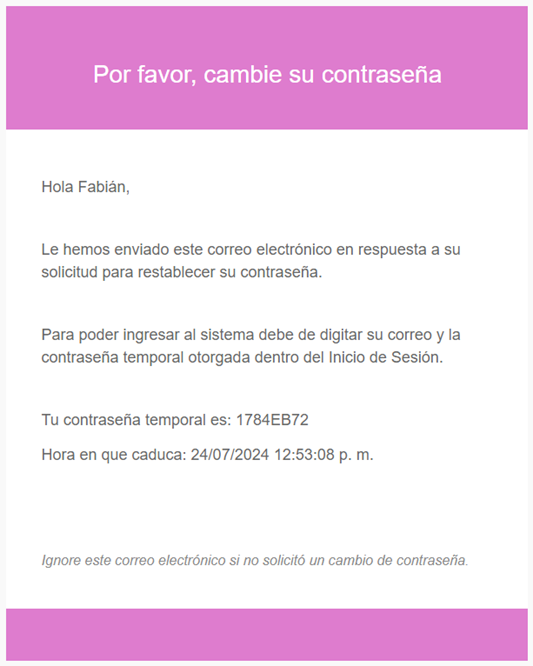 Por favor, cambie su contraseña
Hola Fabián,
Le hemos enviado este correo electrónico en respuesta a su
solicitud para restablecer su contraseña.
Para poder ingresar al sistema debe de digitar su correo y la
contraseña temporal otorgada dentro del Inicio de Sesión.
Tu contraseña temporal es: 1784EB72
Hora en que caduca: 24/07/2024 12:53:08 p. m.
Ignore este correo electrónico si no solicitó un cambio de contraseña.